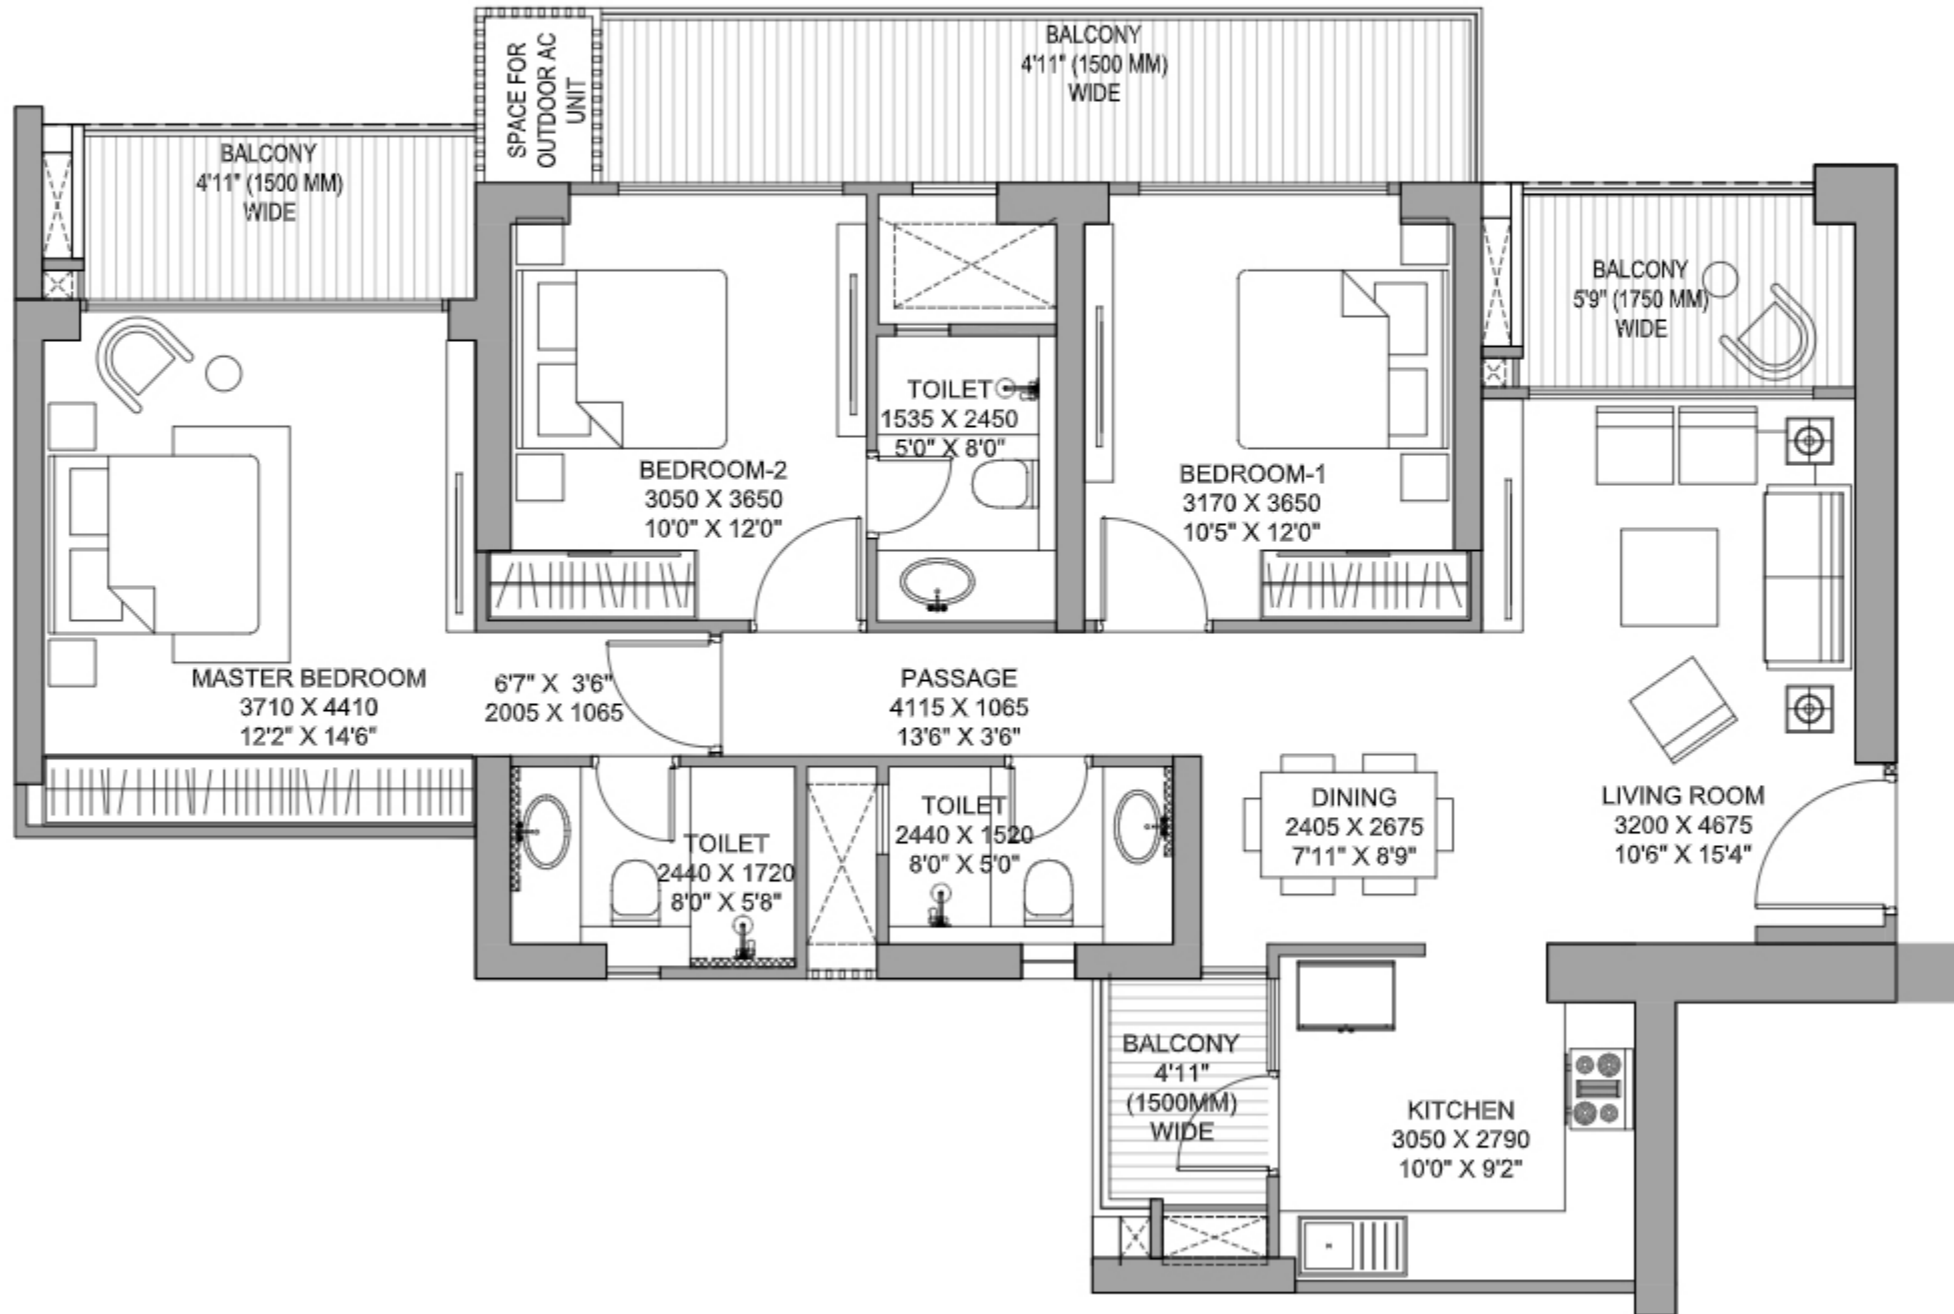 SPACE FOR
OUTDOOR AC
UNIT
BALCONY
4'11" (1500 MM)
WIDE
BALCONY
4'11" (1500 MM)
WIDE
BALCONY
5'9" (1750 MM)
WIDE
TOILET
1535 X 2450
5'0" X 8'0"
BEDROOM-2
3050 X 3650
10'0" X 12'0"
BEDROOM-1
3170 X 3650
10'5" X 12'0"
MASTER BEDROOM
3710 X 4410
12'2" X 14'6"
6'7" X 3'6"
2005 X 1065
PASSAGE
4115 X 1065
13'6" X 3'6"
TOILET
2440 X 1720
8'0" X 5'8"
TOILET
2440 X 1520
8'0" X 5'0"
DINING
2405 X 2675
7'11" X 8'9"
LIVING ROOM
3200 X 4675
10'6" X 15'4"
BALCONY
4'11"
(1500MM)
WIDE
KITCHEN
3050 X 2790
10'0" X 9'2"